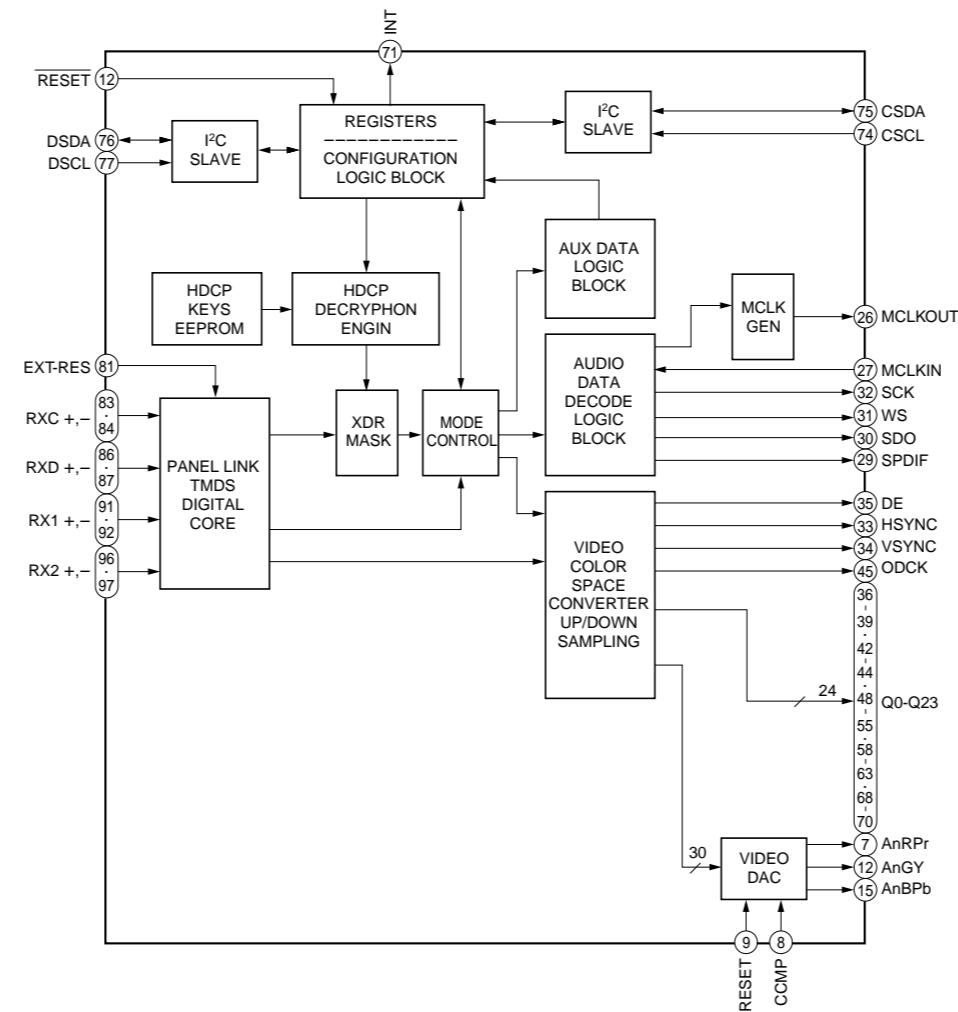 INT
71
RESET 12
DSDA 76
DSCL 77
I²C
SLAVE
REGISTERS
CONFIGURATION
LOGIC BLOCK
I²C
SLAVE
75 CSDA
74 CSCL
AUX DATA
LOGIC
BLOCK
HDCP
KEYS
EEPROM
HDCP
DECRYPHON
ENGIN
MCLK
GEN
26 MCLKOUT
EXT-RES 81
RXC +,–
83
84
RXD +,–
86
87
RX1 +,–
91
92
RX2 +,–
96
97
PANEL LINK
TMDS
DIGITAL
CORE
XDR
MASK
MODE
CONTROL
AUDIO
DATA
DECODE
LOGIC
BLOCK
27 MCLKIN
32 SCK
31 WS
30 SDO
29 SPDIF
VIDEO
COLOR
SPACE
CONVERTER
UP/DOWN
SAMPLING
35 DE
33 HSYNC
34 VSYNC
45 ODCK
36
39
42
44
48
55
58
63
68
70
24
Q0-Q23
30
VIDEO
DAC
7 AnRPr
12 AnGY
15 AnBPb
9
8
RESET
CCMP